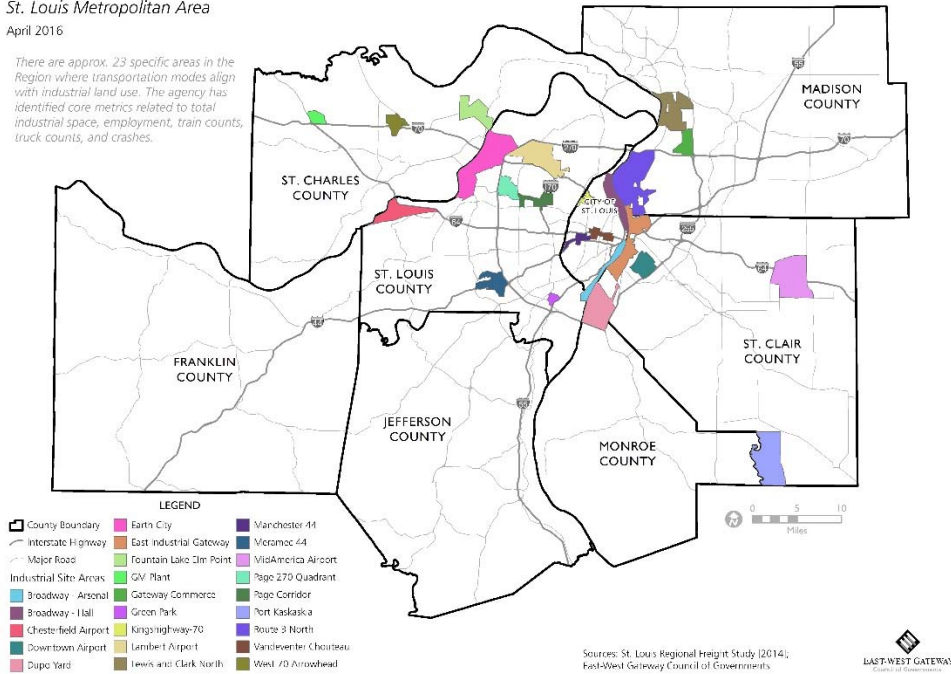 St. Louis Metropolitan Area
April 2016
There are approx. 23 specific areas in the
Region where transportation modes align
with industrial land use. The agency has
identified core metrics related to total
industrial space, employment, train counts,
truck counts, and crashes.
MADISON
COUNTY
55
70
70
270
170
ST. CHARLES
COUNTY
CITY OF
ST. LOUIS
64
255
64
ST. LOUIS
COUNTY
44
ST. CLAIR
COUNTY
FRANKLIN
COUNTY
55
JEFFERSON
COUNTY
MONROE
COUNTY
LEGEND
County Boundary
Interstate Highway
Major Road
Industrial Site Areas
Broadway - Arsenal
Broadway - Hall
Chesterfield Airport
Downtown Airport
Dupo Yard
Earth City
East Industrial Gateway
Fountain Lake Elm Point
GM Plant
Gateway Commerce
Green Park
Kingshighway-70
Lambert Airport
Lewis and Clark North
Manchester 44
Meramec 44
MidAmerica Airport
Page 270 Quadrant
Page Corridor
Port Kaskaskia
Route 3 North
Vandeventer Chouteau
West 70 Arrowhead
N
0 5 10
Miles
Sources: St. Louis Regional Freight Study [2014];
East-West Gateway Council of Governments
EAST-WEST GATEWAY
Council of Governments